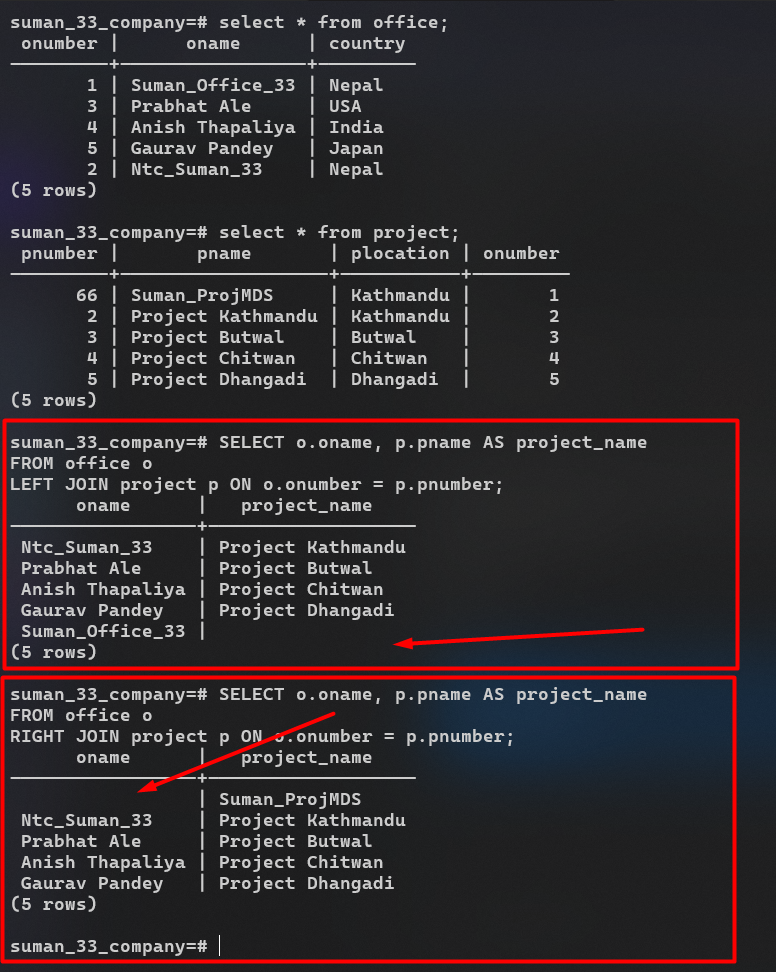 suman_33_company=# select * from office;
 onumber |      oname       | country
---------+------------------+---------
       1 | Suman_Office_33 | Nepal
       3 | Prabhat Ale     | USA
       4 | Anish Thapaliya | India
       5 | Gaurav Pandey   | Japan
       2 | Ntc_Suman_33    | Nepal
(5 rows)
suman_33_company=# select * from project;
 pnumber |       pname       | plocation | onumber
---------+-------------------+-----------+---------
      66 | Suman_ProjMDS     | Kathmandu |       1
       2 | Project Kathmandu | Kathmandu |       2
       3 | Project Butwal    | Butwal    |       3
       4 | Project Chitwan   | Chitwan   |       4
       5 | Project Dhangadi  | Dhangadi  |       5
(5 rows)
suman_33_company=# SELECT o.oname, p.pname AS project_name
FROM office o
LEFT JOIN project p ON o.onumber = p.pnumber;
      oname      |   project_name
-----------------+-------------------
 Ntc_Suman_33    | Project Kathmandu
 Prabhat Ale     | Project Butwal
 Anish Thapaliya | Project Chitwan
 Gaurav Pandey   | Project Dhangadi
 Suman_Office_33 |
(5 rows)
suman_33_company=# SELECT o.oname, p.pname AS project_name
FROM office o
RIGHT JOIN project p ON o.onumber = p.pnumber;
      oname      |   project_name
-----------------+-------------------
                 | Suman_ProjMDS
 Ntc_Suman_33    | Project Kathmandu
 Prabhat Ale     | Project Butwal
 Anish Thapaliya | Project Chitwan
 Gaurav Pandey   | Project Dhangadi
(5 rows)
suman_33_company=#